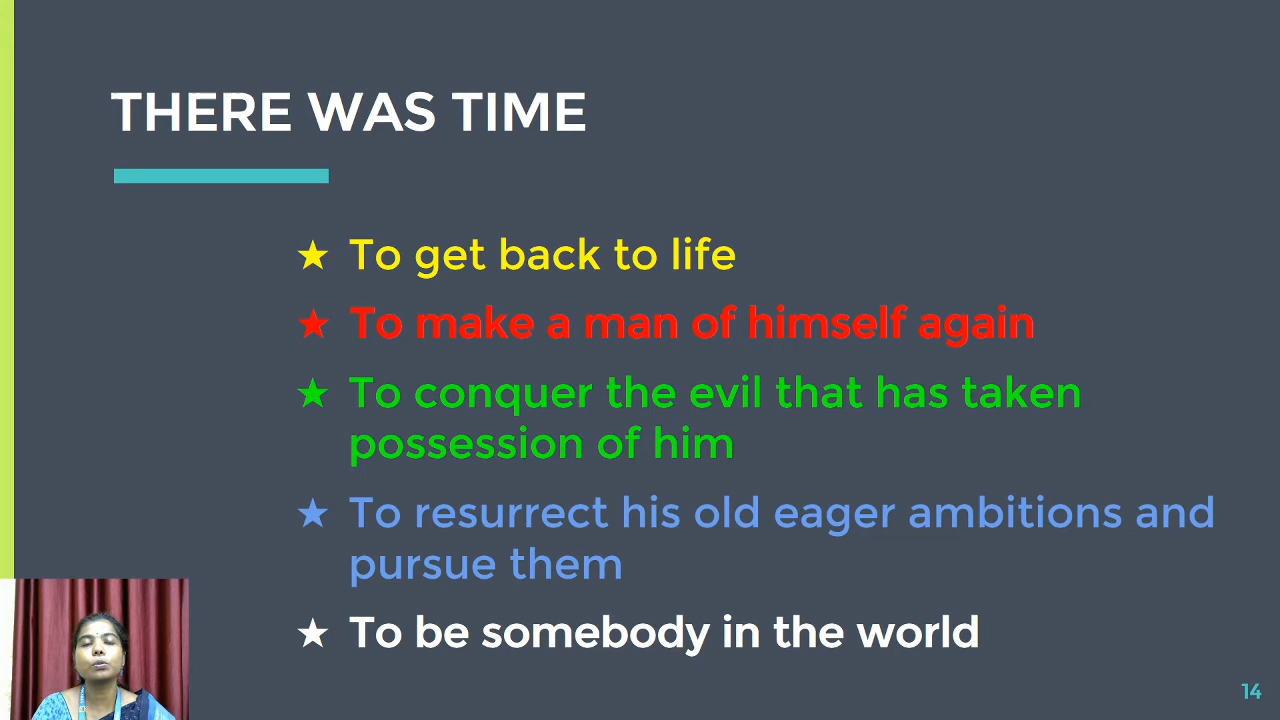 THERE WAS TIME
★ To get back to life
★ To make a man of himself again
★ To conquer the evil that has taken
possession of him
★ To resurrect his old eager ambitions and
pursue them
★ To be somebody in the world
14